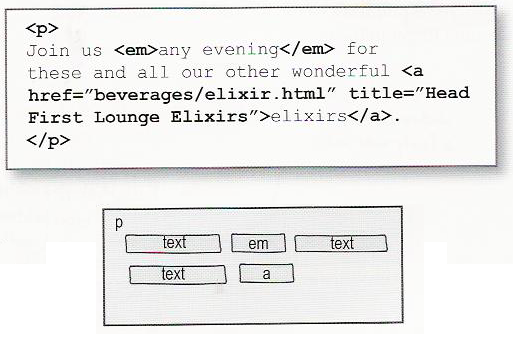 <p>
Join us <em>any evening</em> for
these and all our other wonderful <a
href="beverages/elixir.html" title="Head
First Lounge Elixirs">elixirs</a>.
</p>
p
text em text
text a